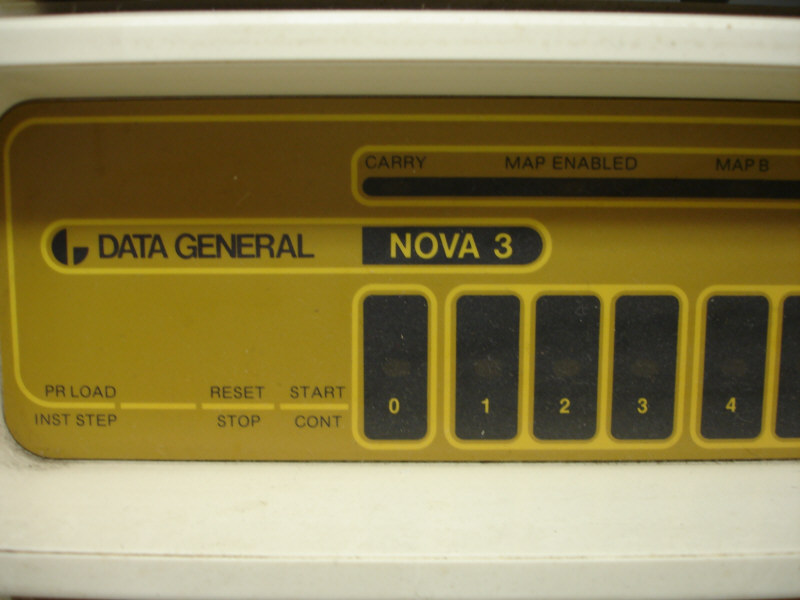 CARRY MAP ENABLED MAP B
DATA GENERAL NOVA 3
PR LOAD RESET START
INST STEP STOP CONT
0 1 2 3 4